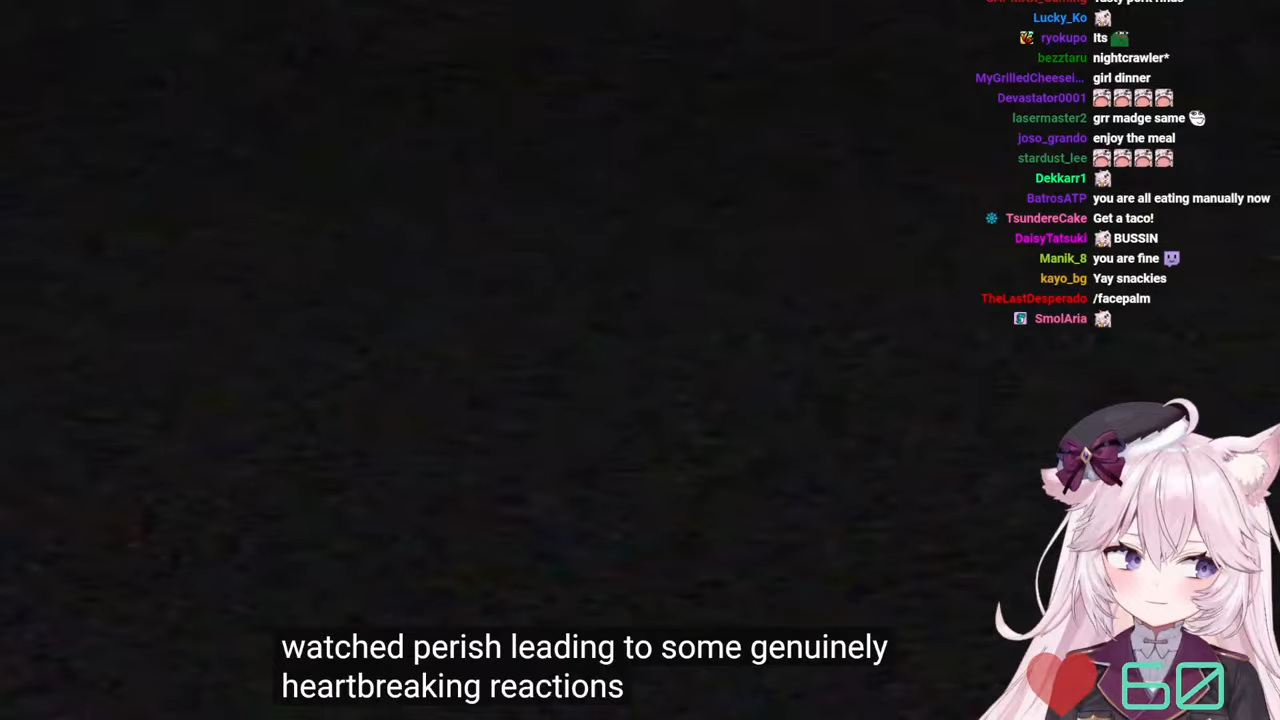 Lucky_Ko
ryokupo Its
bezztaru nightcrawler*
MyGrilledCheesei... girl dinner
Devastator0001
lasermaster2 grr madge same
joso_grando enjoy the meal
stardust_lee
Dekkarr1
BatrosATP you are all eating manually now
TsundereCake Get a taco!
DaisyTatsuki BUSSIN
Manik_8 you are fine
kayo_bg Yay snackies
TheLastDesperado /facepalm
SmolAria
watched perish leading to some genuinely
heartbreaking reactions
60